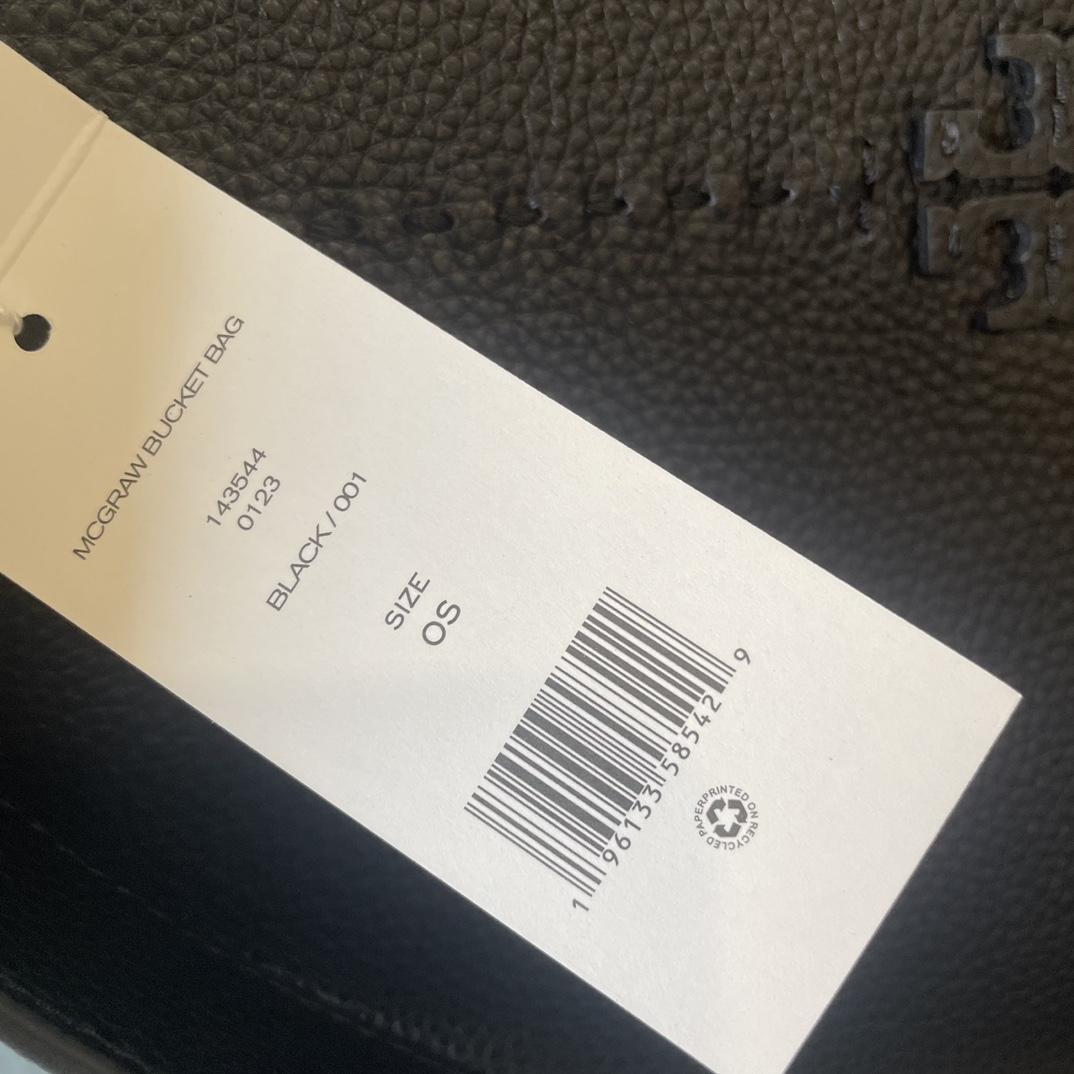 MCGRAW BUCKET BAG
143544
0123
BLACK / 001
SIZE
OS
1 96133 58542 9
PRINTED ON RECYCLED PAPER